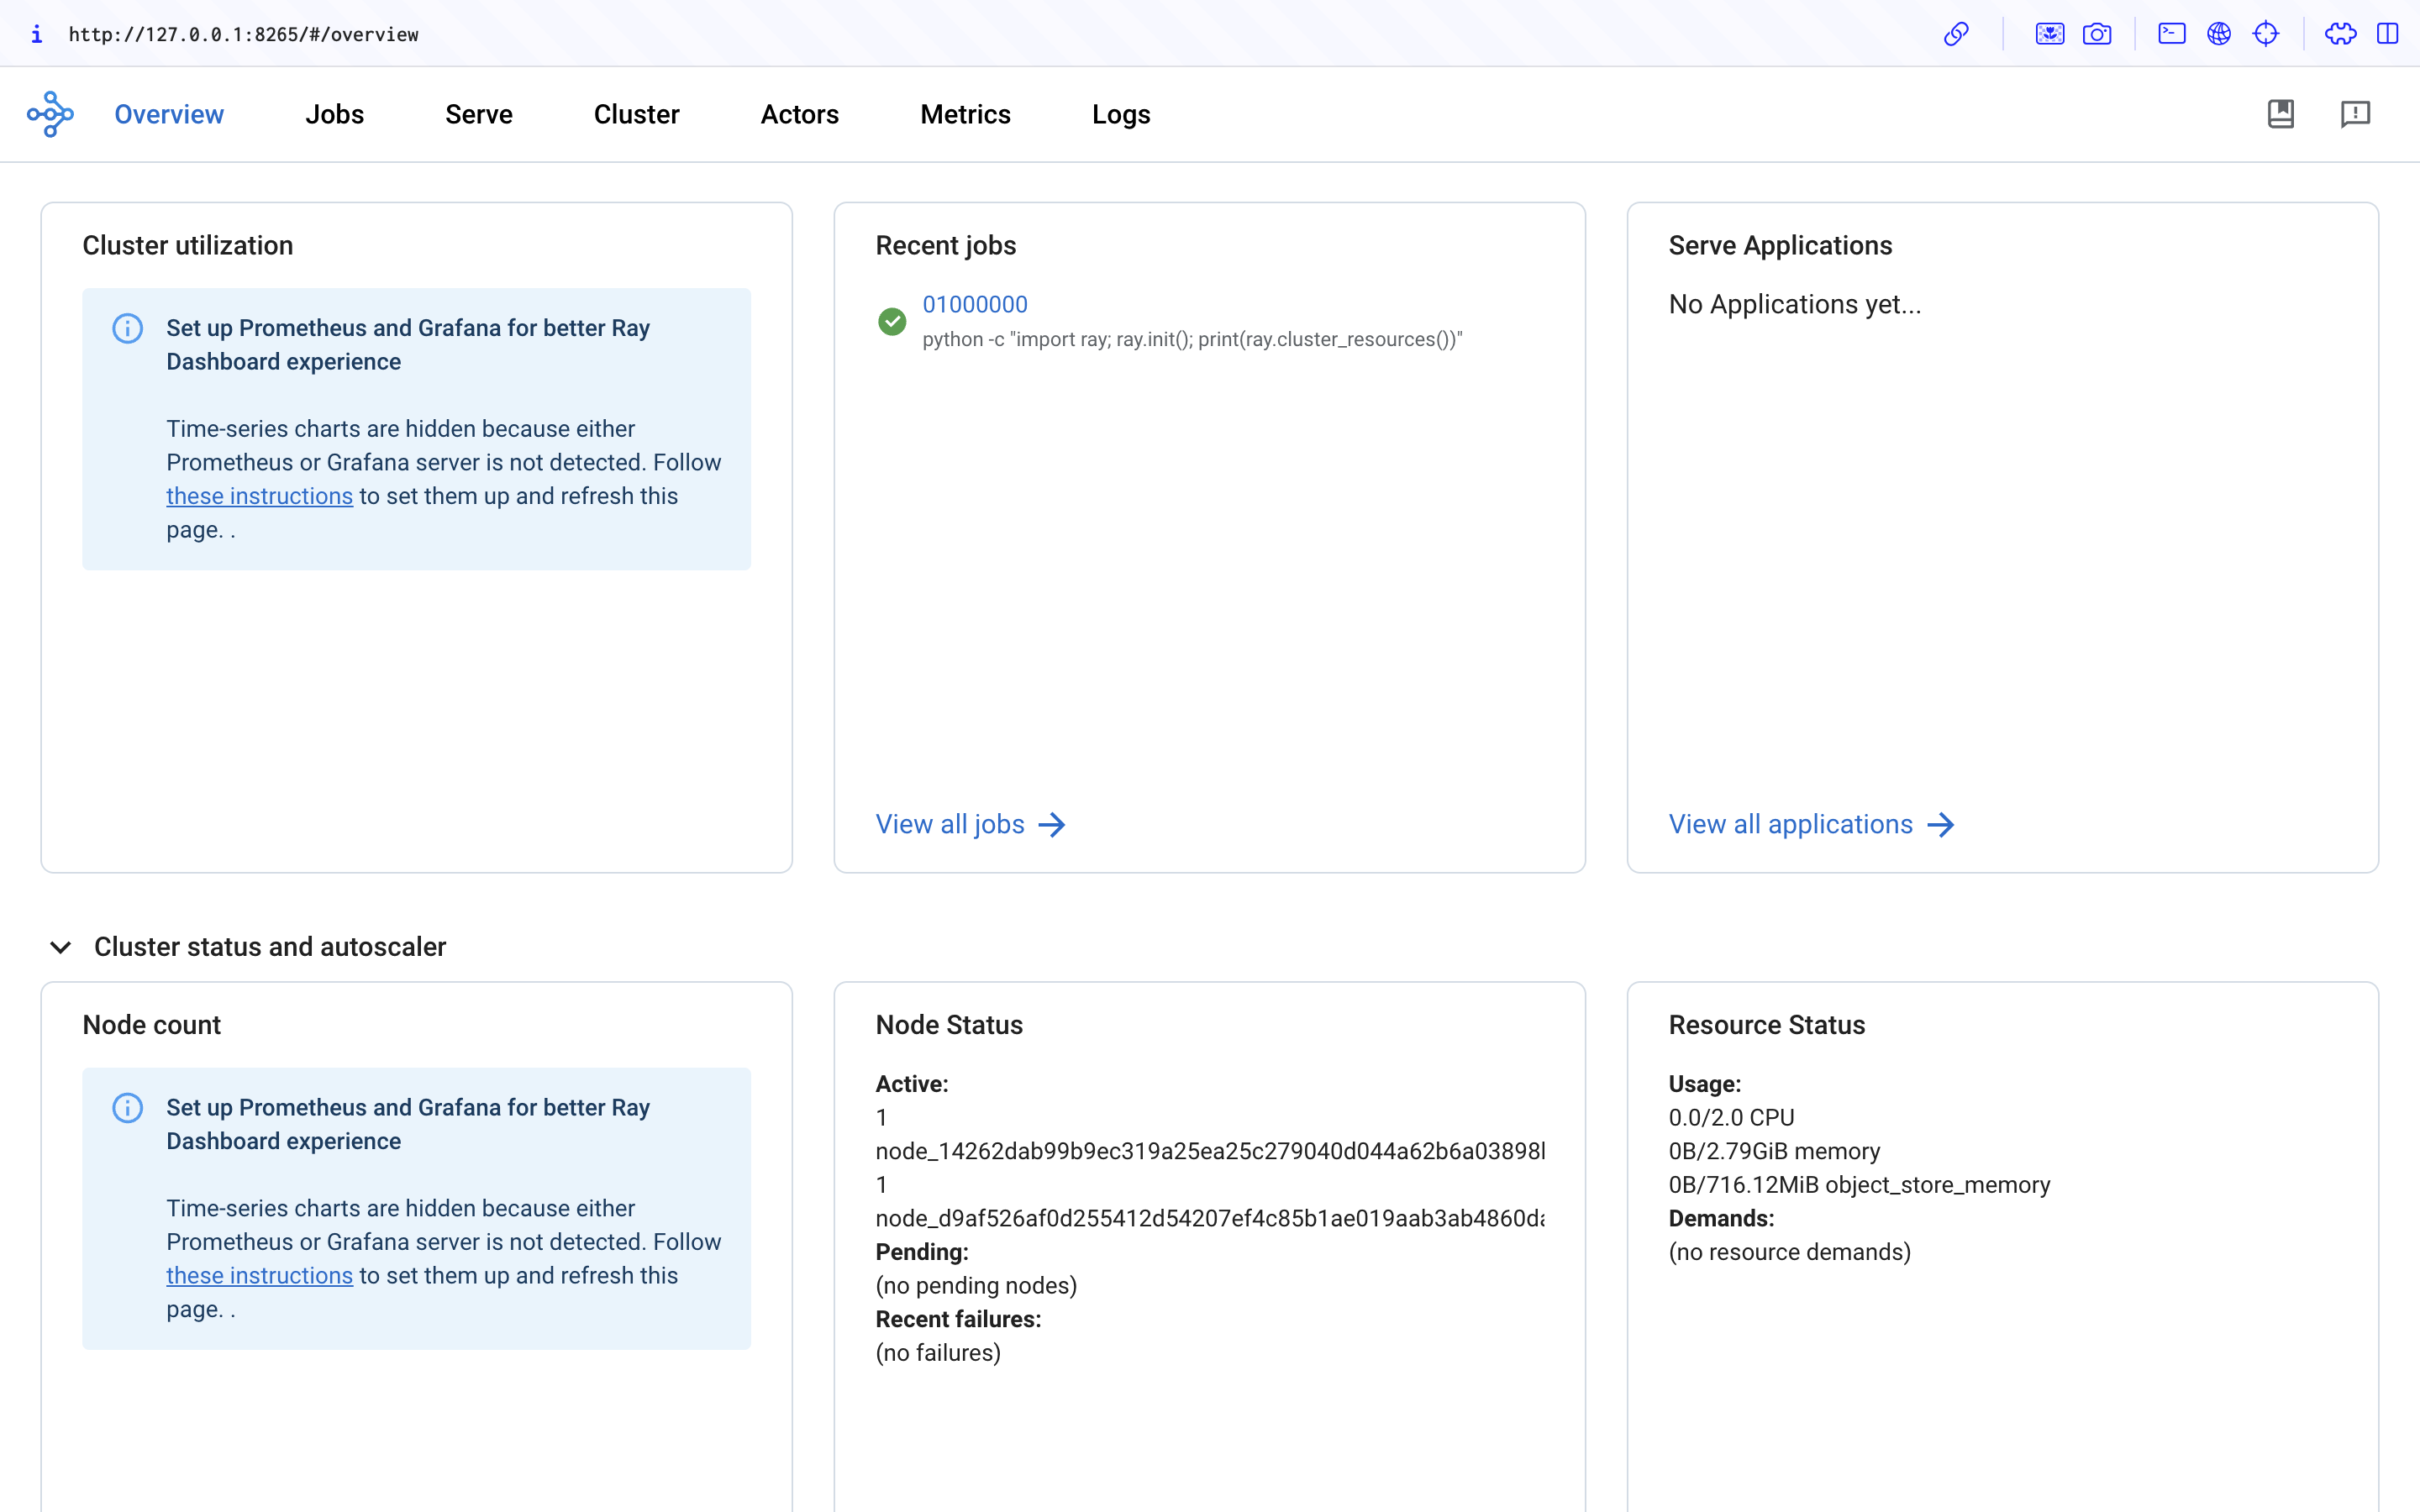 http://127.0.0.1:8265/#/overview
Overview
Jobs
Serve
Cluster
Actors
Metrics
Logs
Cluster utilization
Set up Prometheus and Grafana for better Ray
Dashboard experience
Time-series charts are hidden because either
Prometheus or Grafana server is not detected. Follow
these instructions to set them up and refresh this
page. .
Recent jobs
01000000
python -c "import ray; ray.init(); print(ray.cluster_resources())"
View all jobs
Serve Applications
No Applications yet...
View all applications
Cluster status and autoscaler
Node count
Set up Prometheus and Grafana for better Ray
Dashboard experience
Time-series charts are hidden because either
Prometheus or Grafana server is not detected. Follow
these instructions to set them up and refresh this
page. .
Node Status
Active:
1
node_14262dab99b9ec319a25ea25c279040d044a62b6a03898
1
node_d9af526af0d255412d54207ef4c85b1ae019aab3ab4860d
Pending:
(no pending nodes)
Recent failures:
(no failures)
Resource Status
Usage:
0.0/2.0 CPU
0B/2.79GiB memory
0B/716.12MiB object_store_memory
Demands:
(no resource demands)